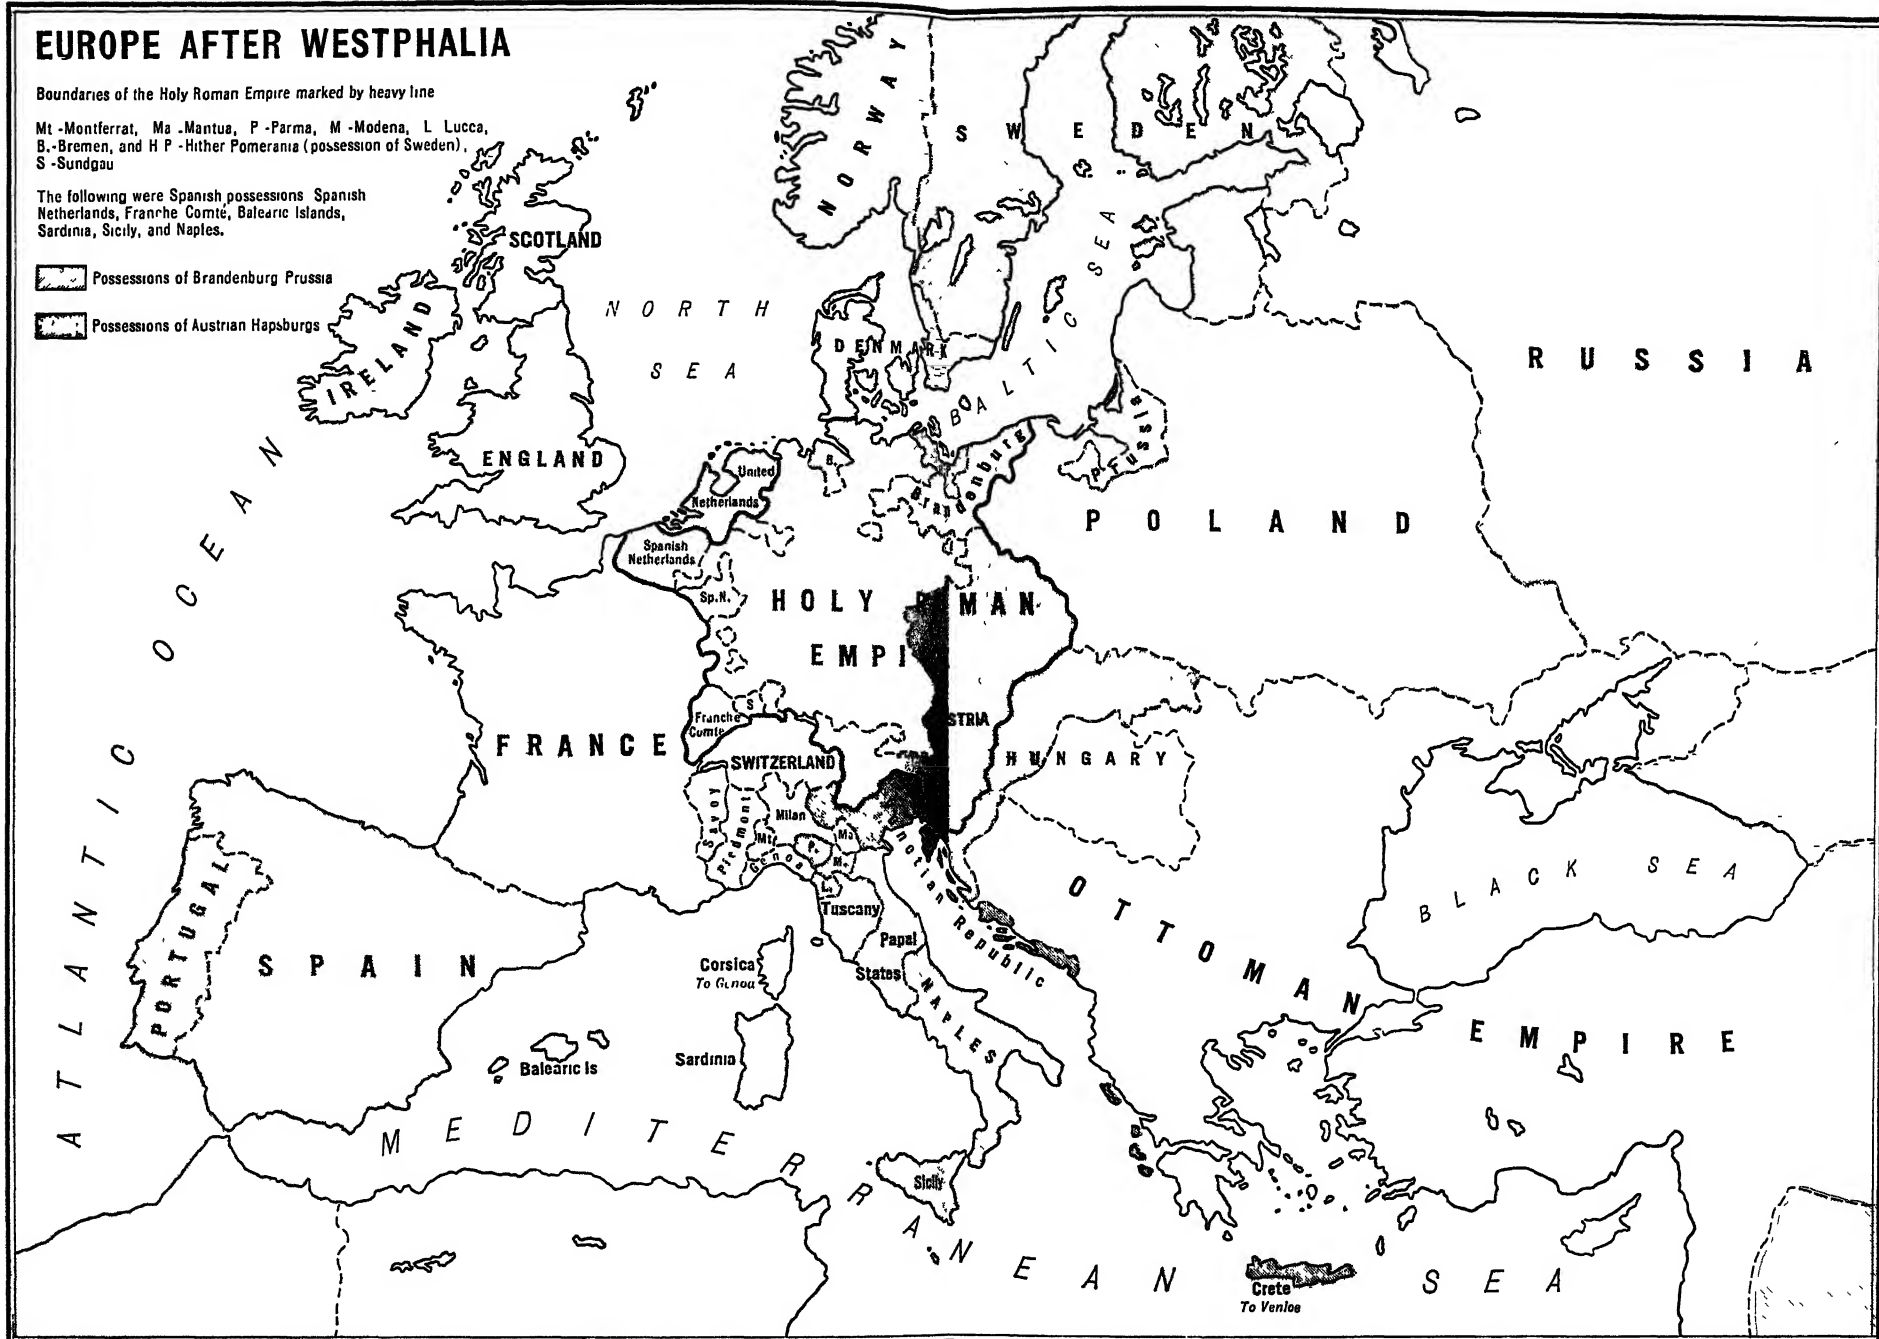 EUROPE AFTER WESTPHALIA
Boundaries of the Holy Roman Empire marked by heavy line
Mt -Montferrat, Ma -Mantua, P -Parma, M -Modena, L Lucca,
B.-Bremen, and H P -Hither Pomerania (possession of Sweden),
S -Sundgau
The following were Spanish possessions Spanish
Netherlands, Franche Comté, Balearic Islands,
Sardinia, Sicily, and Naples.
Possessions of Brandenburg Prussia
Possessions of Austrian Hapsburgs
NORWAY
SWEDEN
SCOTLAND
IRELAND
ENGLAND
NORTH
SEA
DENMARK
BALTIC SEA
RUSSIA
Prussia
Brandenburg
B.
United
Netherlands
Spanish
Netherlands
Sp.N.
POLAND
HOLY MAN
EMPI
STRIA
HUNGARY
FRANCE
Franche
Comte
S
SWITZERLAND
Savoy
Piedmont
Milan
Mt
Genoa
P.
Ma
M.
L.
Tuscany
Papal
States
NAPLES
netian Republic
Corsica
To Genoa
Sardinia
Sicily
Balearic Is
SPAIN
PORTUGAL
ATLANTIC OCEAN
MEDITERRANEAN SEA
OTTOMAN
EMPIRE
BLACK SEA
Crete
To Venice